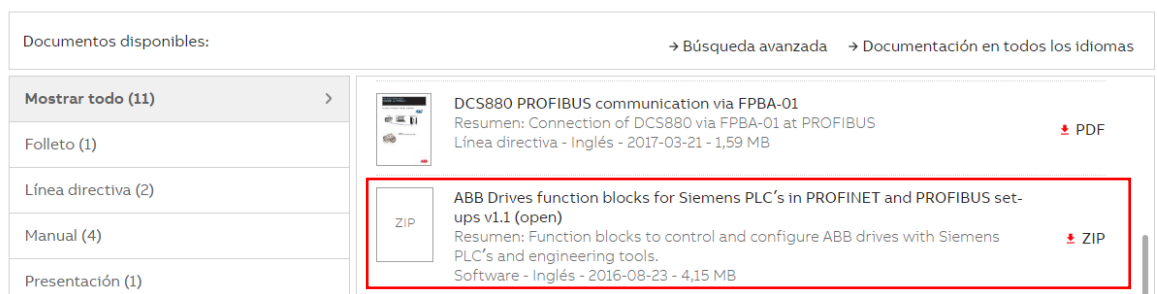 Documentos disponibles:
→ Búsqueda avanzada → Documentación en todos los idiomas
Mostrar todo (11)
Folleto (1)
Línea directiva (2)
Manual (4)
Presentación (1)
DCS880 PROFIBUS communication via FPBA-01
Resumen: Connection of DCS880 via FPBA-01 at PROFIBUS
Línea directiva - Inglés - 2017-03-21 - 1,59 MB
PDF
ZIP
ABB Drives function blocks for Siemens PLC′s in PROFINET and PROFIBUS set-
ups v1.1 (open)
Resumen: Function blocks to control and configure ABB drives with Siemens
PLC′s and engineering tools.
Software - Inglés - 2016-08-23 - 4,15 MB
ZIP